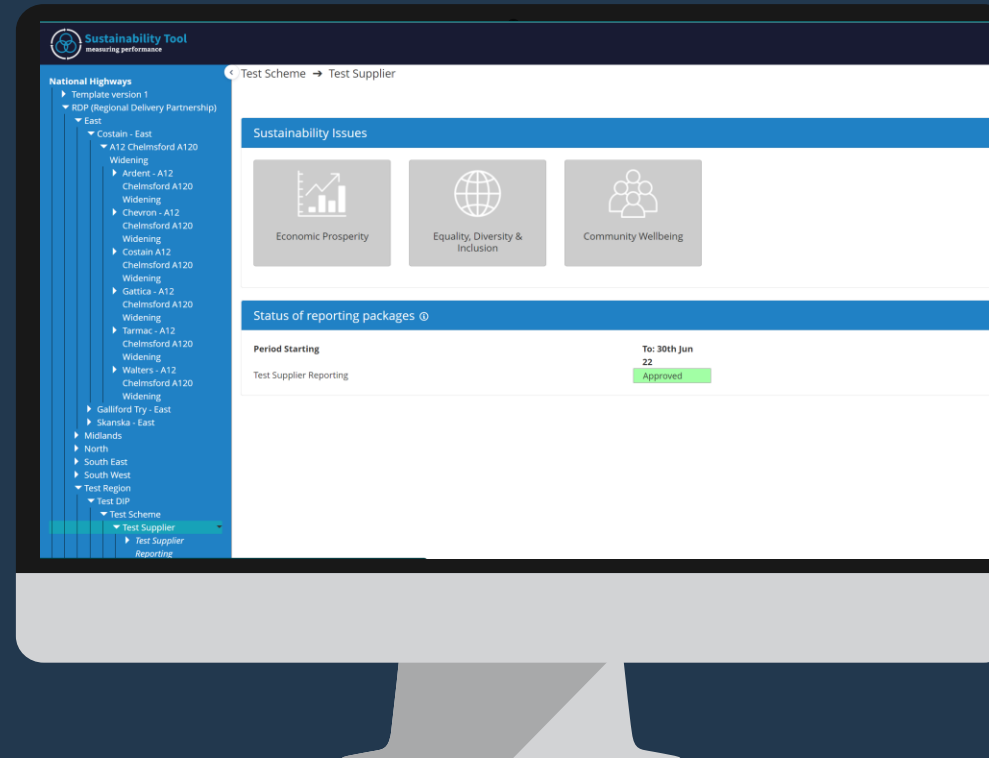 Sustainability Tool
measuring performance
National Highways
Template version 1
RDP (Regional Delivery Partnership)
East
Costain - East
A12 Chelmsford A120
Widening
Ardent - A12
Chelmsford A120
Widening
Chevron - A12
Chelmsford A120
Widening
Costain A12
Chelmsford A120
Widening
Gattica - A12
Chelmsford A120
Widening
Tarmac - A12
Chelmsford A120
Widening
Walters - A12
Chelmsford A120
Widening
Galliford Try - East
Skanska - East
Midlands
North
South East
South West
Test Region
Test DIP
Test Scheme
Test Supplier
Test Supplier
Reporting
Test Scheme → Test Supplier
Sustainability Issues
Economic Prosperity
Equality, Diversity &
Inclusion
Community Wellbeing
Status of reporting packages
Period Starting
To: 30th Jun
22
Test Supplier Reporting
Approved